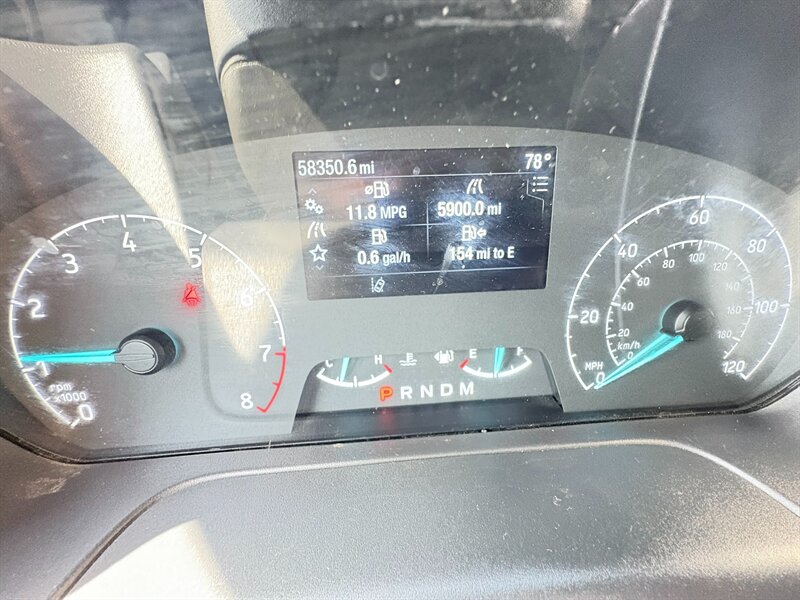 58350.6 mi 78°
11.8 MPG 5900.0 mi
0.6 gal/h 154 mi to E
0 1 2 3 4 5 6 7 8
rpm
x1000
H E F
P R N D M
0 20 40 60 80 100 120
MPH
0 20 40 60 80 100 120 140 160 180
km/h